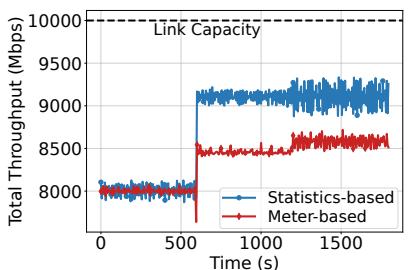 Total Throughput (Mbps)
10000
9500
9000
8500
8000
Link Capacity
Statistics-based
Meter-based
0
500
1000
1500
Time (s)